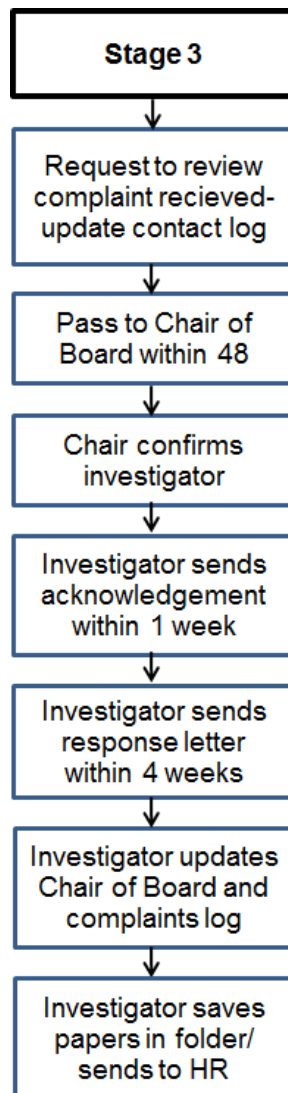 Stage 3
Request to review
complaint recieved-
update contact log
Pass to Chair of
Board within 48
Chair confirms
investigator
Investigator sends
acknowledgement
within 1 week
Investigator sends
response letter
within 4 weeks
Investigator updates
Chair of Board and
complaints log
Investigator saves
papers in folder/
sends to HR